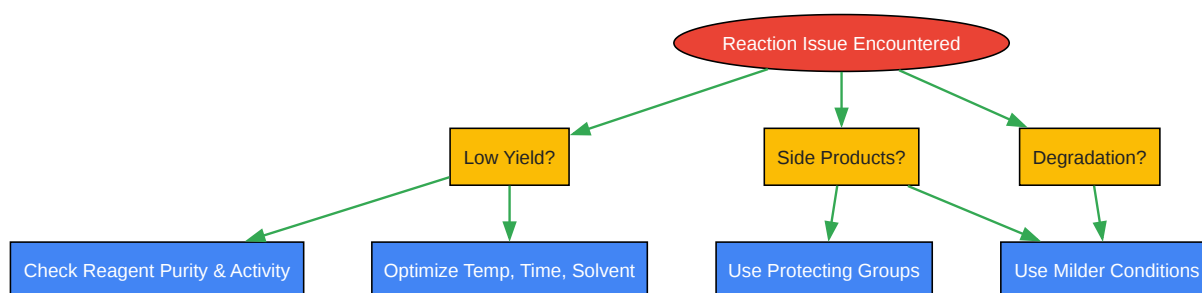 Reaction Issue Encountered
Low Yield?
Side Products?
Degradation?
Check Reagent Purity & Activity
Optimize Temp, Time, Solvent
Use Protecting Groups
Use Milder Conditions